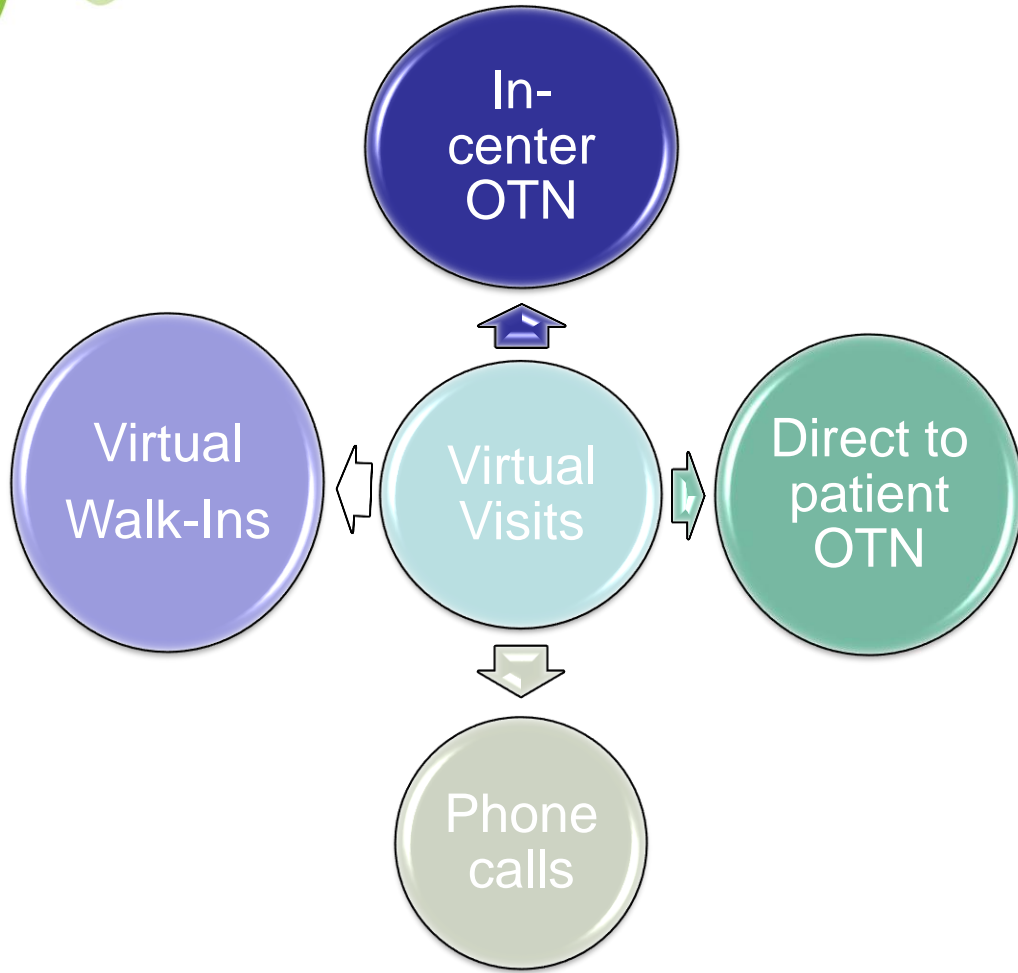 In-
center
OTN
Virtual
Walk-Ins
Virtual
Visits
Direct to
patient
OTN
Phone
calls